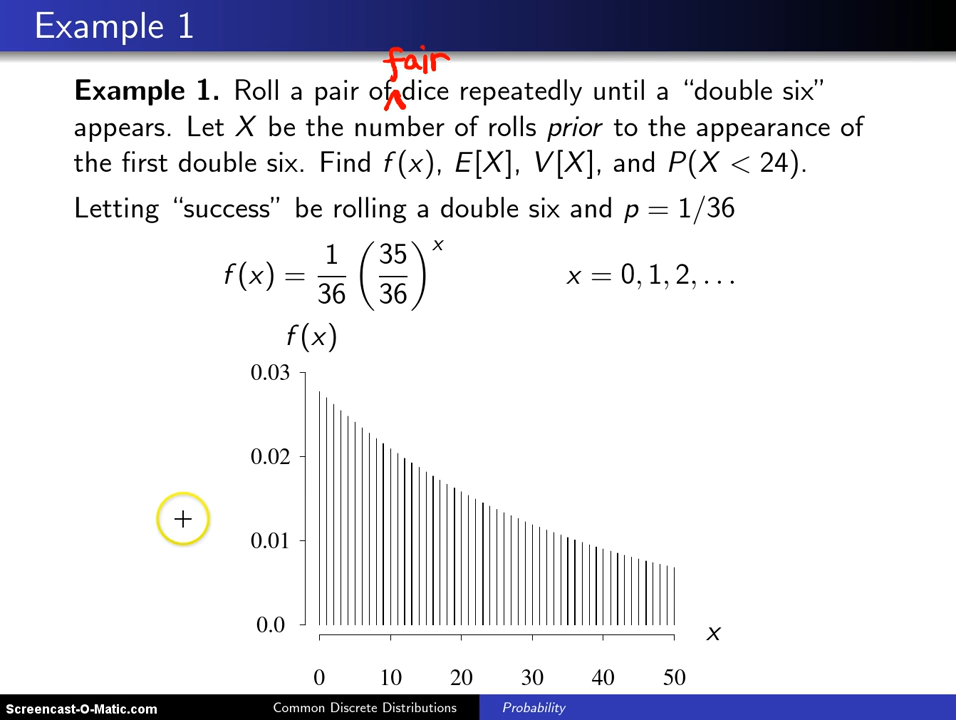 Example 1
fair
Example 1. Roll a pair of dice repeatedly until a “double six”
appears. Let X be the number of rolls prior to the appearance of
the first double six. Find f(x), E[X], V[X], and P(X < 24).
Letting “success” be rolling a double six and p = 1/36
f(x) = 1/36 (35/36)^x x = 0, 1, 2, . . .
f(x)
0.03
0.02
0.01
0.0
x
0 10 20 30 40 50
Screencast-O-Matic.com Common Discrete Distributions Probability